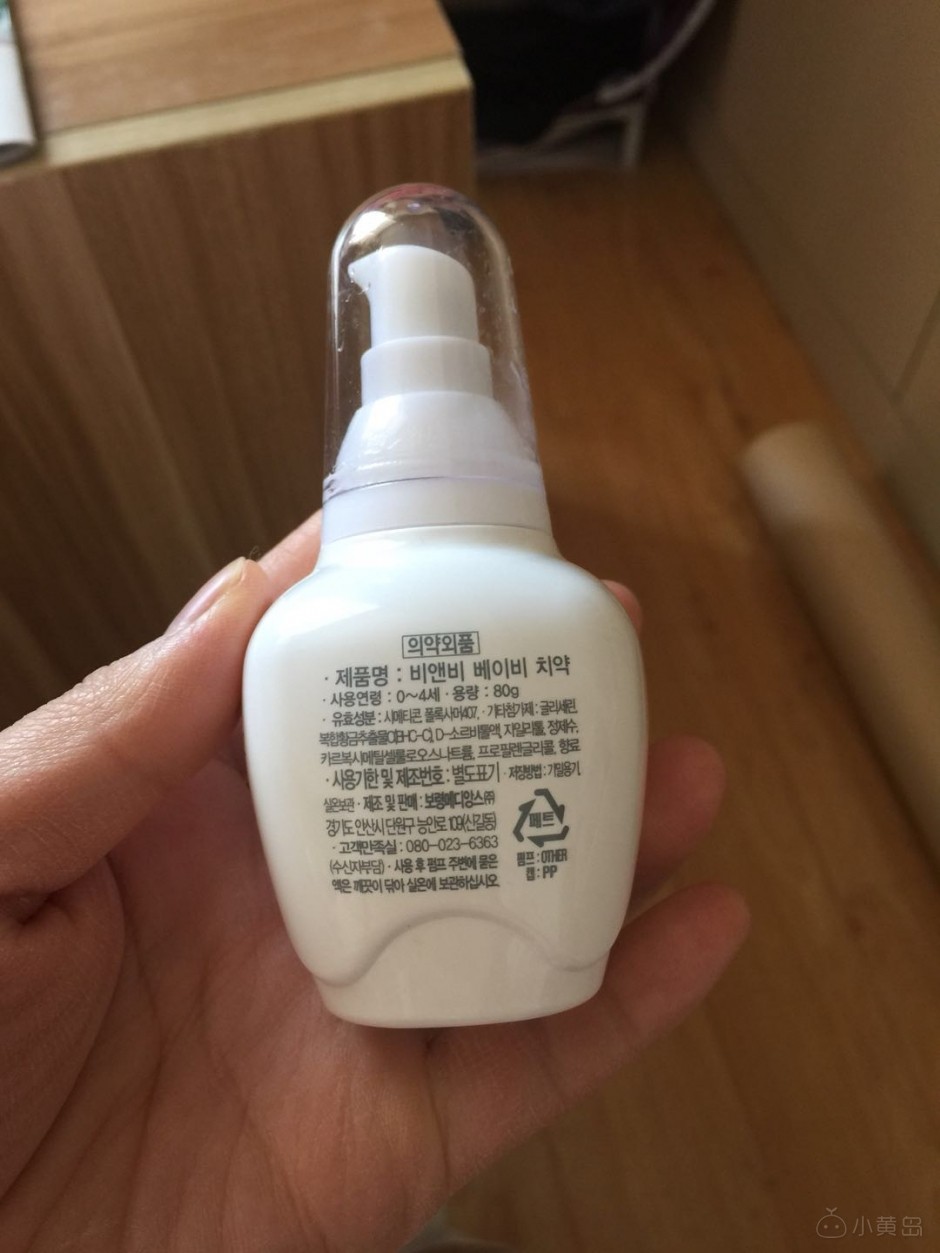 의약외품
· 제품명 : 비앤비 베이비 치약
· 사용연령 : 0~4세 · 용량 : 80g
· 유효성분 : 시메티콘, 폴록사머407, · 기타첨가제 : 글리세린,
복합황금추출물(BHC-C), D-소르비톨액, 자일리톨, 정제수,
카르복시메틸셀룰로오스나트륨, 프로필렌글리콜, 향료
· 사용기한 및 제조번호 : 별도표기 · 저장방법 : 기밀용기,
실온보관 · 제조 및 판매 : 보령메디앙스㈜
경기도 안산시 단원구 능안로 109(신길동)
· 고객만족실 : 080-023-6363
(수신자부담) · 사용 후 펌프 주변에 묻은
액은 깨끗이 닦아 실온에 보관하십시오
페트
펌프 : OTHER
캡 : PP
小黄岛